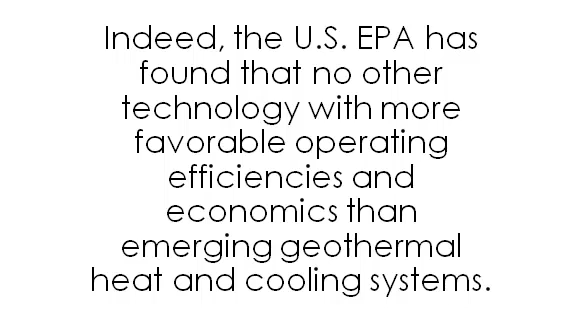 Indeed, the U.S. EPA has
found that no other
technology with more
favorable operating
efficiencies and
economics than
emerging geothermal
heat and cooling systems.